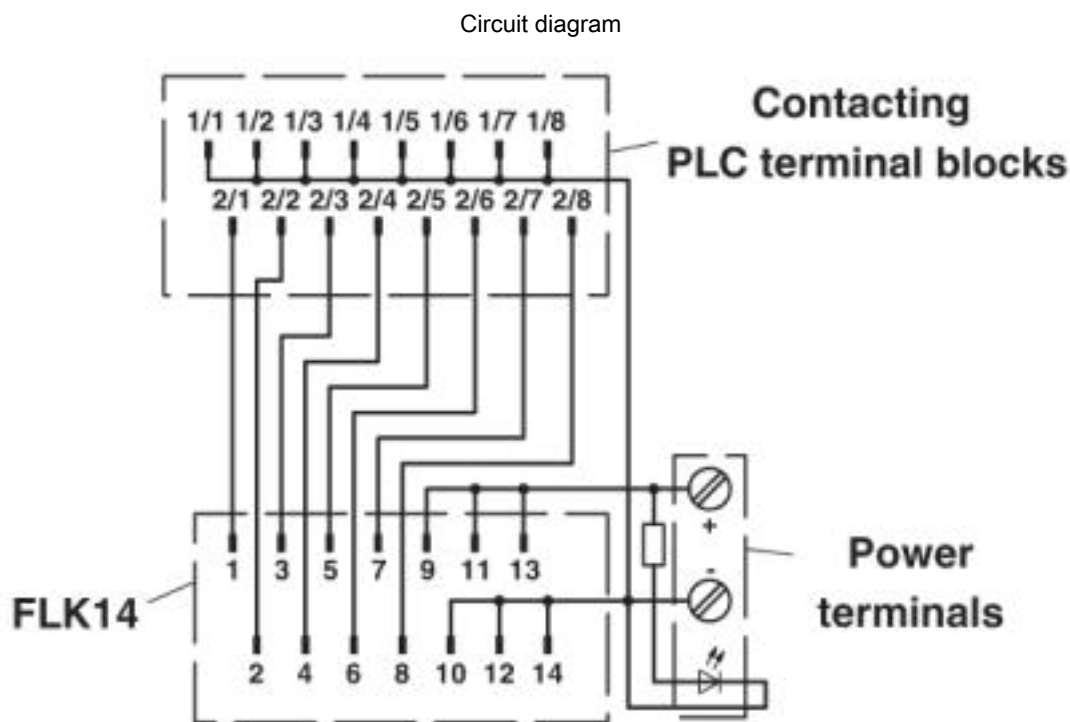 Circuit diagram
1/1 1/2 1/3 1/4 1/5 1/6 1/7 1/8
Contacting
PLC terminal blocks
2/1 2/2 2/3 2/4 2/5 2/6 2/7 2/8
+
1 3 5 7 9 11 13
-
Power
terminals
FLK14
2 4 6 8 10 12 14